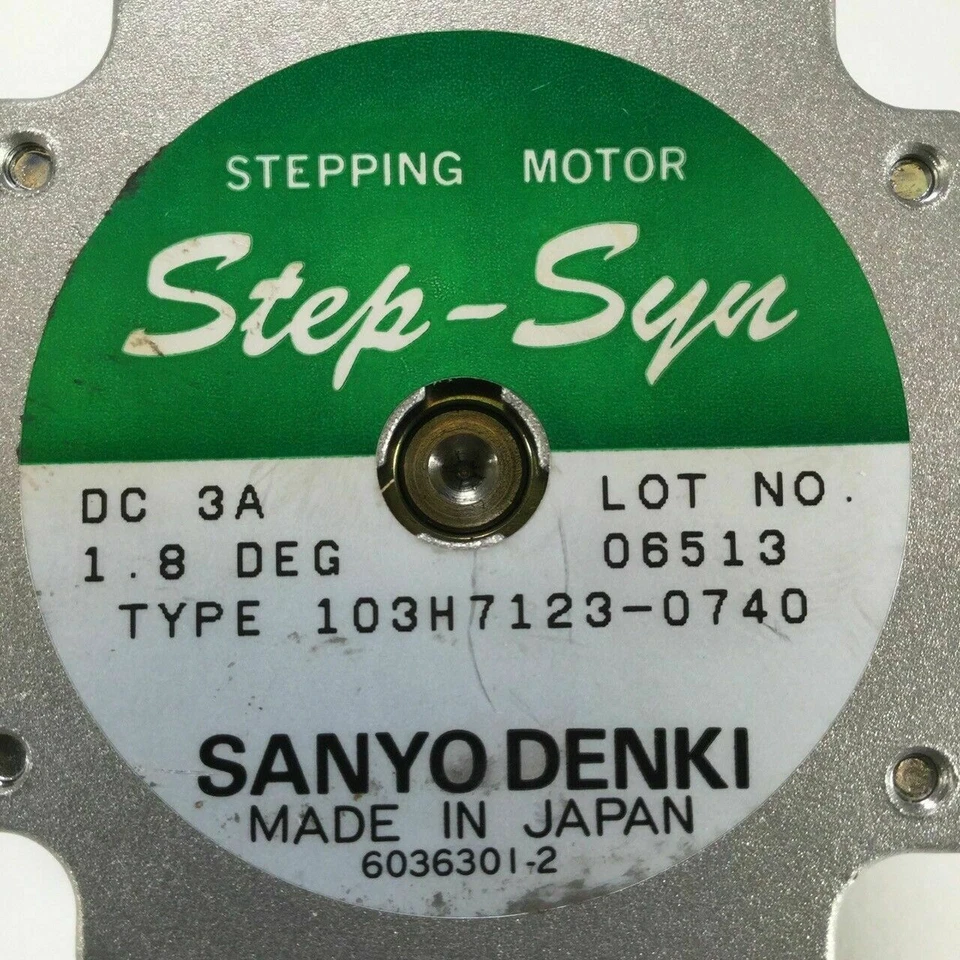 STEPPING MOTOR
Step-Syn
DC 3A
1.8 DEG
LOT NO.
06513
TYPE 103H7123-0740
SANYO DENKI
MADE IN JAPAN
6036301-2